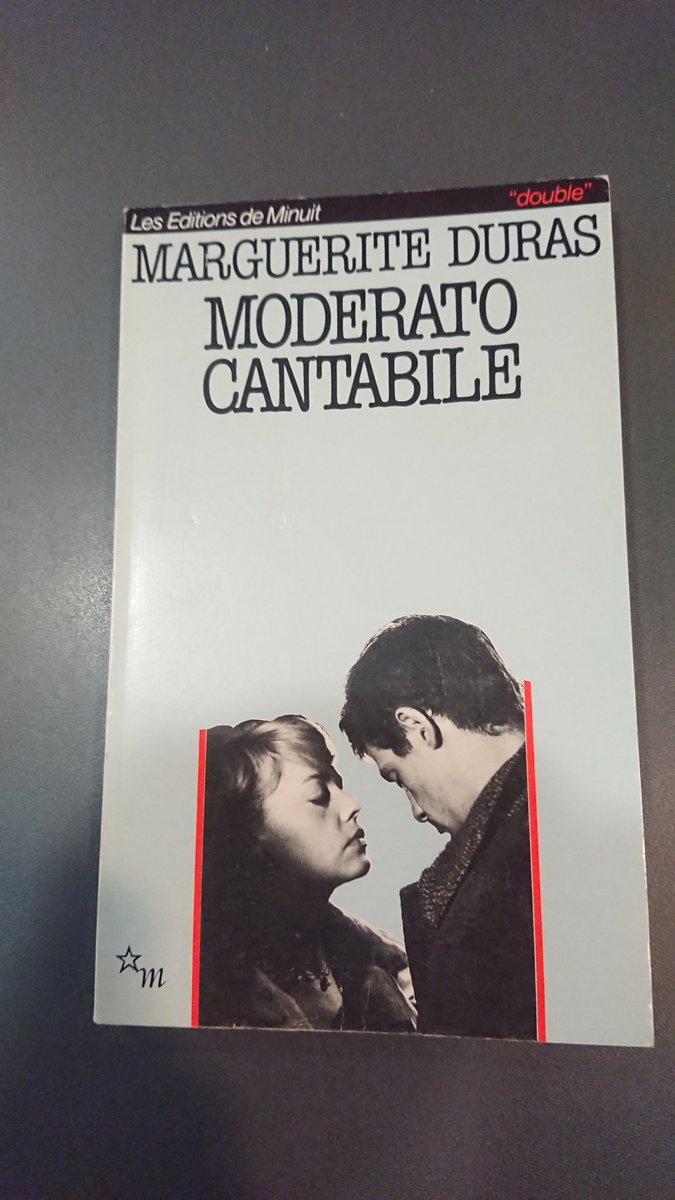 Les Editions de Minuit "double"
MARGUERITE DURAS
MODERATO
CANTABILE
m